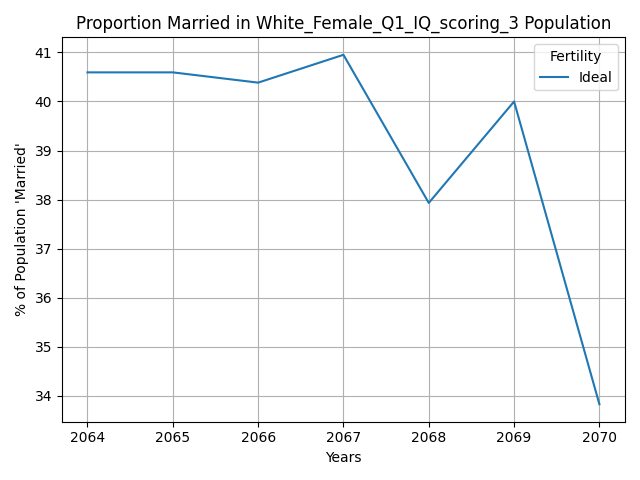 Proportion Married in White_Female_Q1_IQ_scoring_3 Population
Fertility
Ideal
% of Population 'Married'
41
40
39
38
37
36
35
34
2064 2065 2066 2067 2068 2069 2070
Years